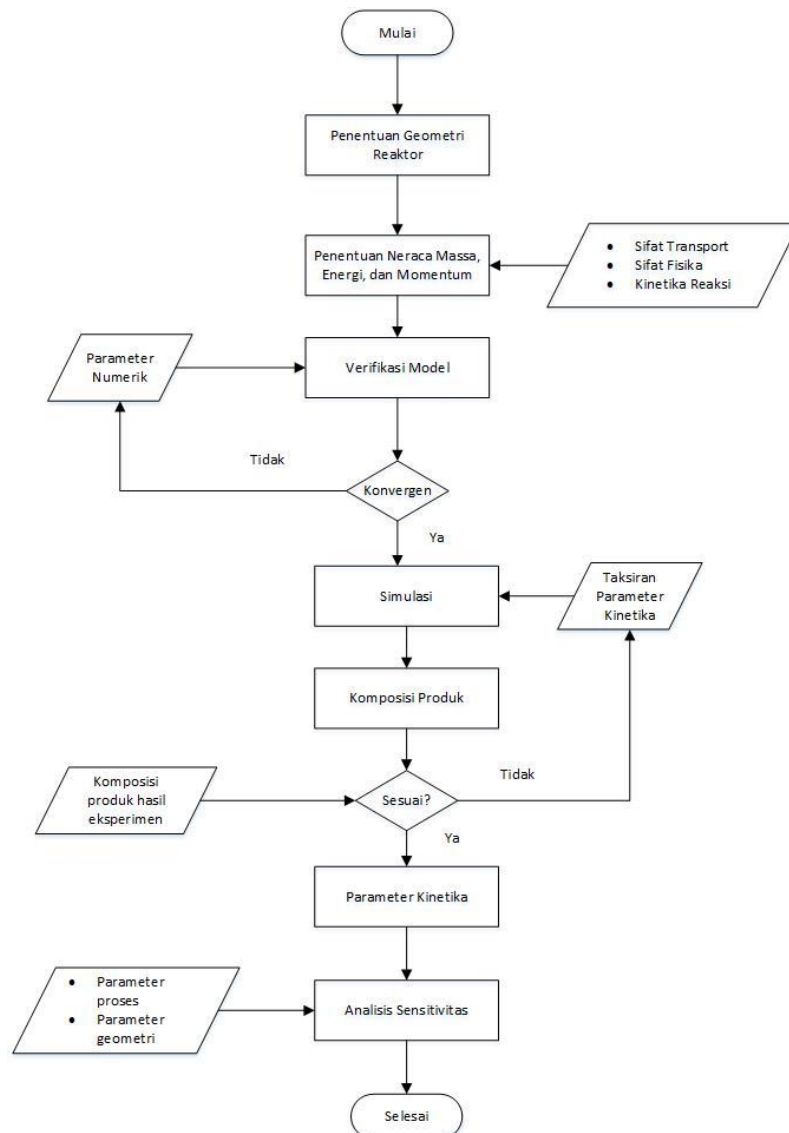 Mulai
Penentuan Geometri
Reaktor
Penentuan Neraca Massa,
Energi, dan Momentum
• Sifat Transport
• Sifat Fisika
• Kinetika Reaksi
Parameter
Numerik
Verifikasi Model
Tidak
Konvergen
Ya
Simulasi
Taksiran
Parameter
Kinetika
Komposisi Produk
Komposisi
produk hasil
eksperimen
Sesuai?
Tidak
Ya
Parameter Kinetika
• Parameter
proses
• Parameter
geometri
Analisis Sensitivitas
Selesai